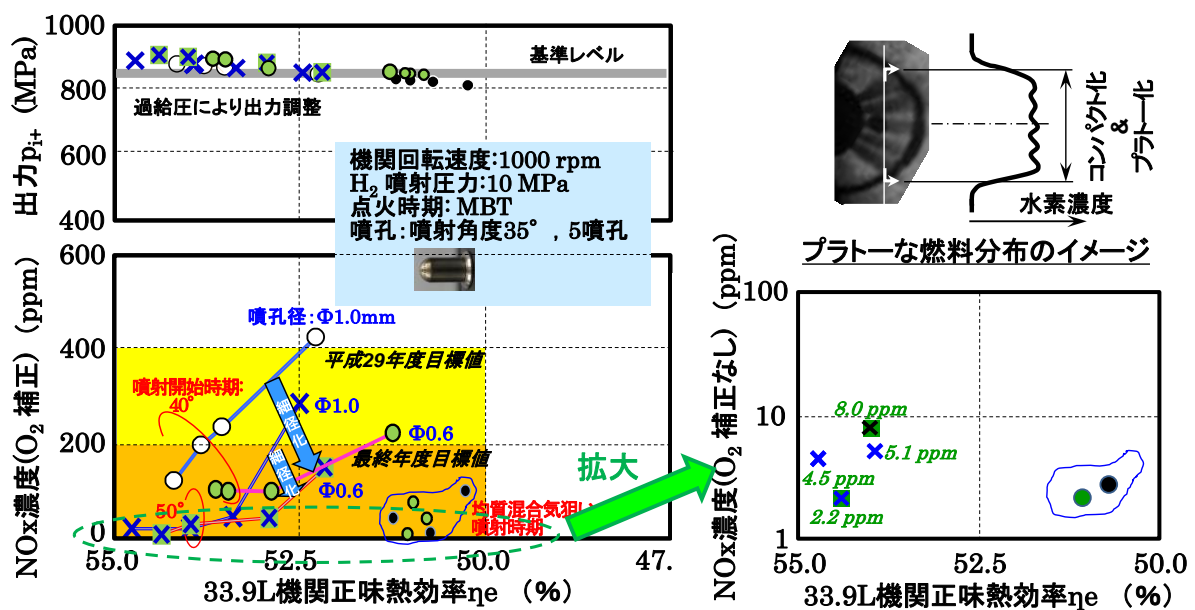 1000
800
600
400
出力pi+ (MPa)
基準レベル
過給圧により出力調整
機関回転速度:1000 rpm
H2 噴射圧力:10 MPa
点火時期: MBT
噴孔:噴射角度35°,5噴孔
コンパクト化
&
プラトー化
水素濃度
プラトーな燃料分布のイメージ
600
400
200
0
NOx濃度(O2 補正) (ppm)
噴孔径:Φ1.0mm
平成29年度目標値
噴射開始時期:
40°
Φ1.0
Φ0.6
最終年度目標値
Φ0.6
50°
均質混合気狙い
噴射時期
拡大
55.0
52.5
50.0
47.
33.9L機関正味熱効率ηe (%)
NOx濃度(O2 補正なし) (ppm)
100
10
1
8.0 ppm
5.1 ppm
4.5 ppm
2.2 ppm
55.0
52.5
50.0
33.9L機関正味熱効率ηe (%)